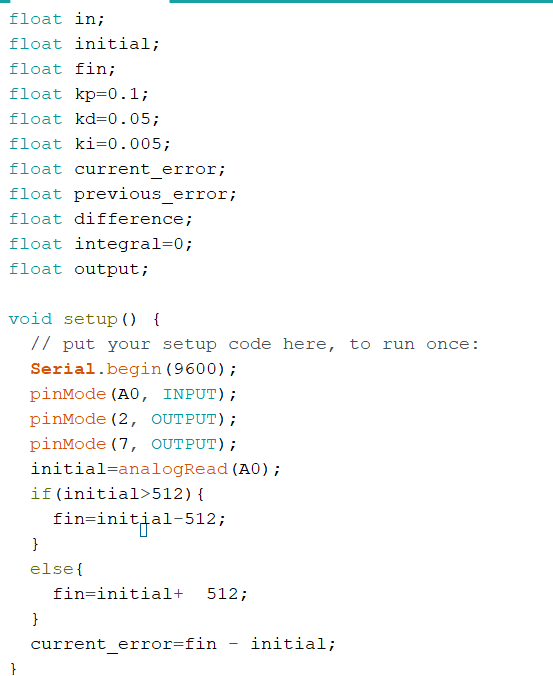 float in;
float initial;
float fin;
float kp=0.1;
float kd=0.05;
float ki=0.005;
float current_error;
float previous_error;
float difference;
float integral=0;
float output;

void setup() {
  // put your setup code here, to run once:
  Serial.begin(9600);
  pinMode(A0, INPUT);
  pinMode(2, OUTPUT);
  pinMode(7, OUTPUT);
  initial=analogRead(A0);
  if(initial>512){
    fin=initial-512;
  }
  else{
    fin=initial+  512;
  }
  current_error=fin - initial;
}